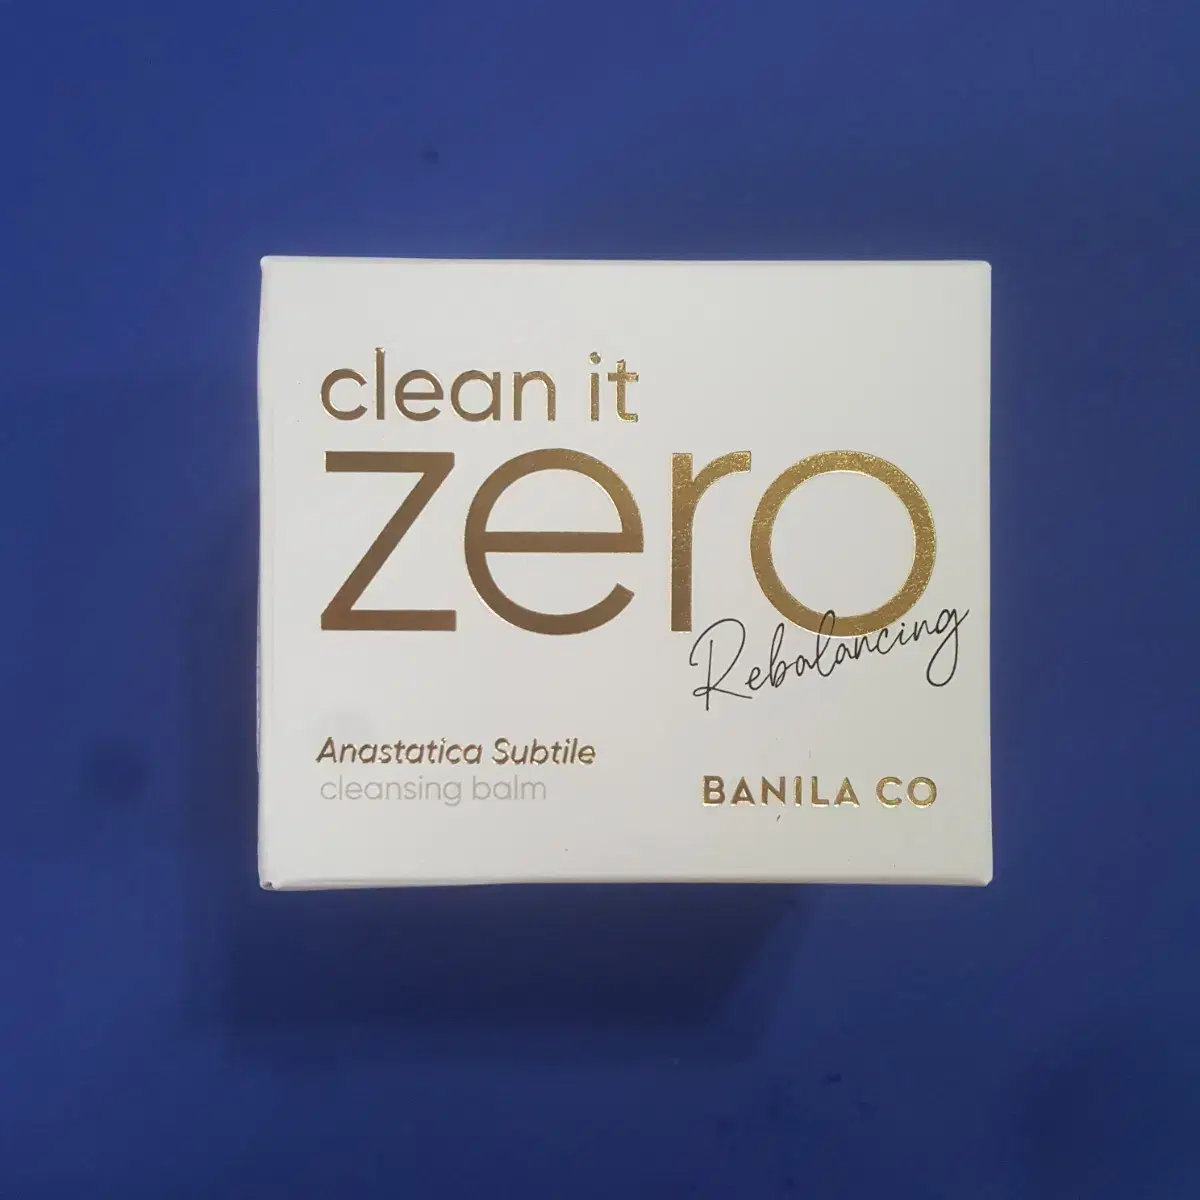 clean it
zero
Rebalancing
Anastatica Subtile
cleansing balm
BANILA CO